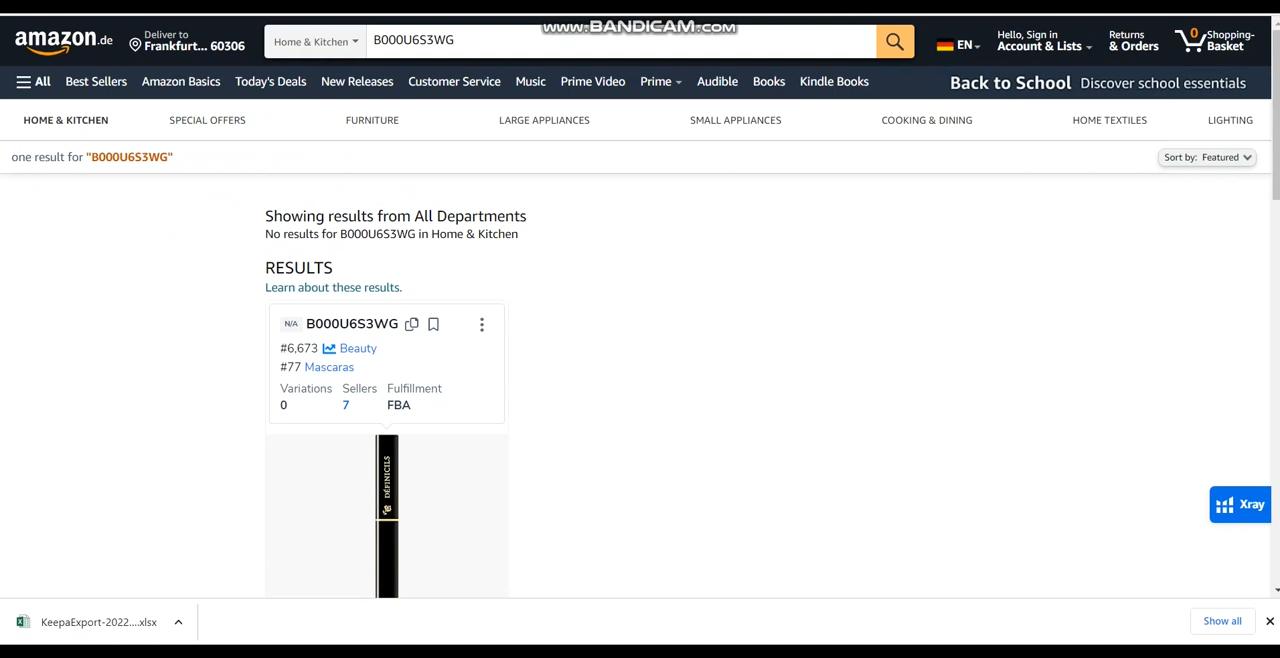 www.BANDICAM.com
amazon.de
Deliver to
Frankfurt... 60306
Home & Kitchen
B000U6S3WG
EN
Hello, Sign in
Account & Lists
Returns
& Orders
0
Shopping-
Basket
All
Best Sellers
Amazon Basics
Today's Deals
New Releases
Customer Service
Music
Prime Video
Prime
Audible
Books
Kindle Books
Back to School Discover school essentials
HOME & KITCHEN
SPECIAL OFFERS
FURNITURE
LARGE APPLIANCES
SMALL APPLIANCES
COOKING & DINING
HOME TEXTILES
LIGHTING
one result for "B000U6S3WG"
Sort by: Featured
Showing results from All Departments
No results for B000U6S3WG in Home & Kitchen
RESULTS
Learn about these results.
N/A B000U6S3WG
#6,673 Beauty
#77 Mascaras
Variations Sellers Fulfillment
0 7 FBA
DÉFINICILS
Xray
KeepaExport-2022....xlsx
Show all